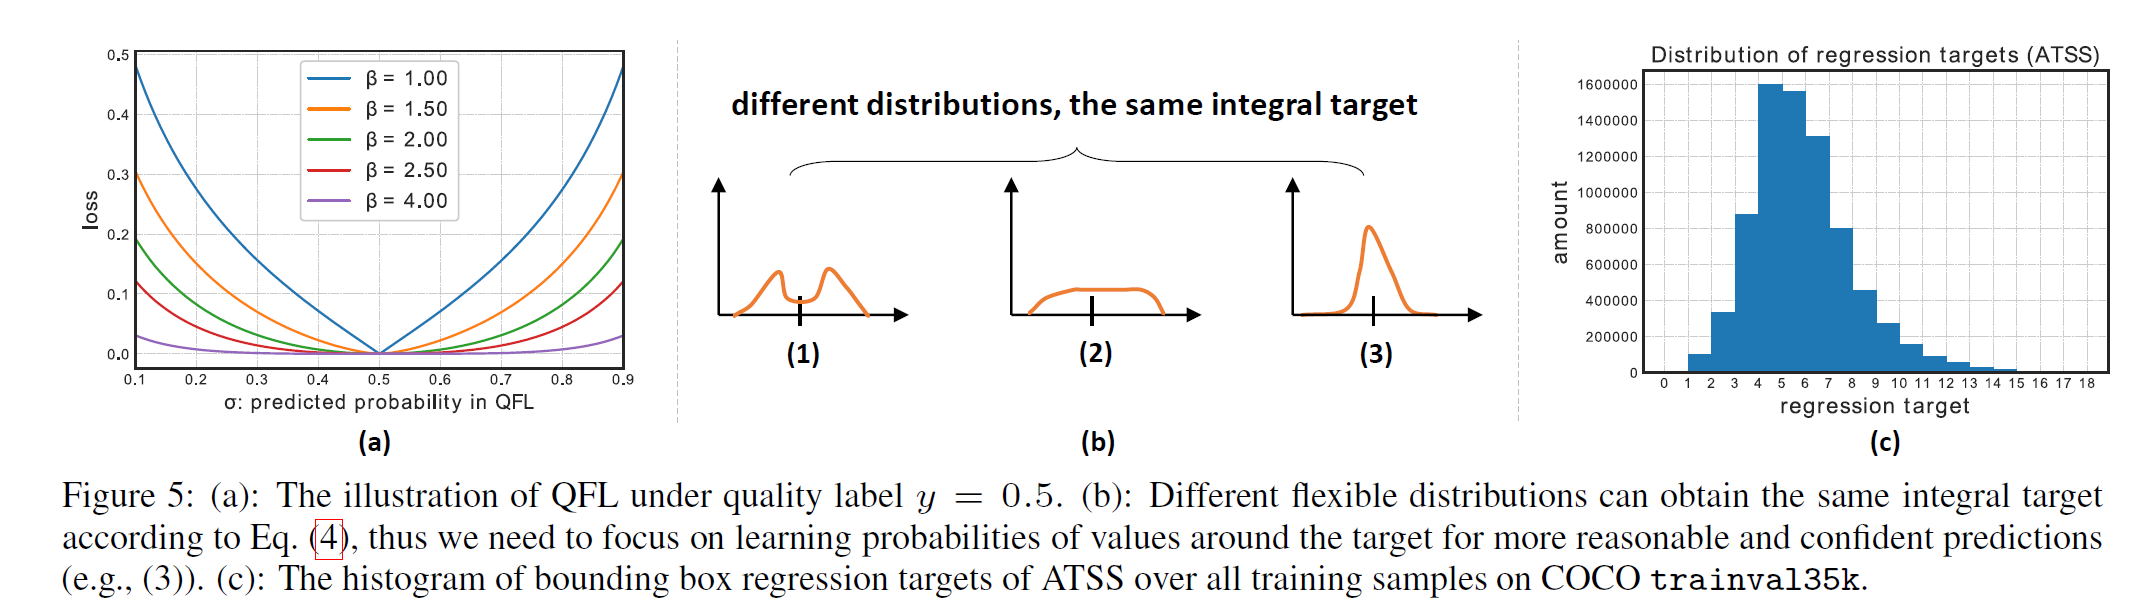 0.5
0.4
0.3
0.2
0.1
0.0
loss
β = 1.00
β = 1.50
β = 2.00
β = 2.50
β = 4.00
0.1 0.2 0.3 0.4 0.5 0.6 0.7 0.8 0.9
σ: predicted probability in QFL
(a)
different distributions, the same integral target
(1) (2) (3)
(b)
Distribution of regression targets (ATSS)
1600000
1400000
1200000
1000000
800000
600000
400000
200000
0
amount
0 1 2 3 4 5 6 7 8 9 10 11 12 13 14 15 16 17 18
regression target
(c)
Figure 5: (a): The illustration of QFL under quality label y = 0.5. (b): Different flexible distributions can obtain the same integral target
according to Eq. (4), thus we need to focus on learning probabilities of values around the target for more reasonable and confident predictions
(e.g., (3)). (c): The histogram of bounding box regression targets of ATSS over all training samples on COCO trainval35k.